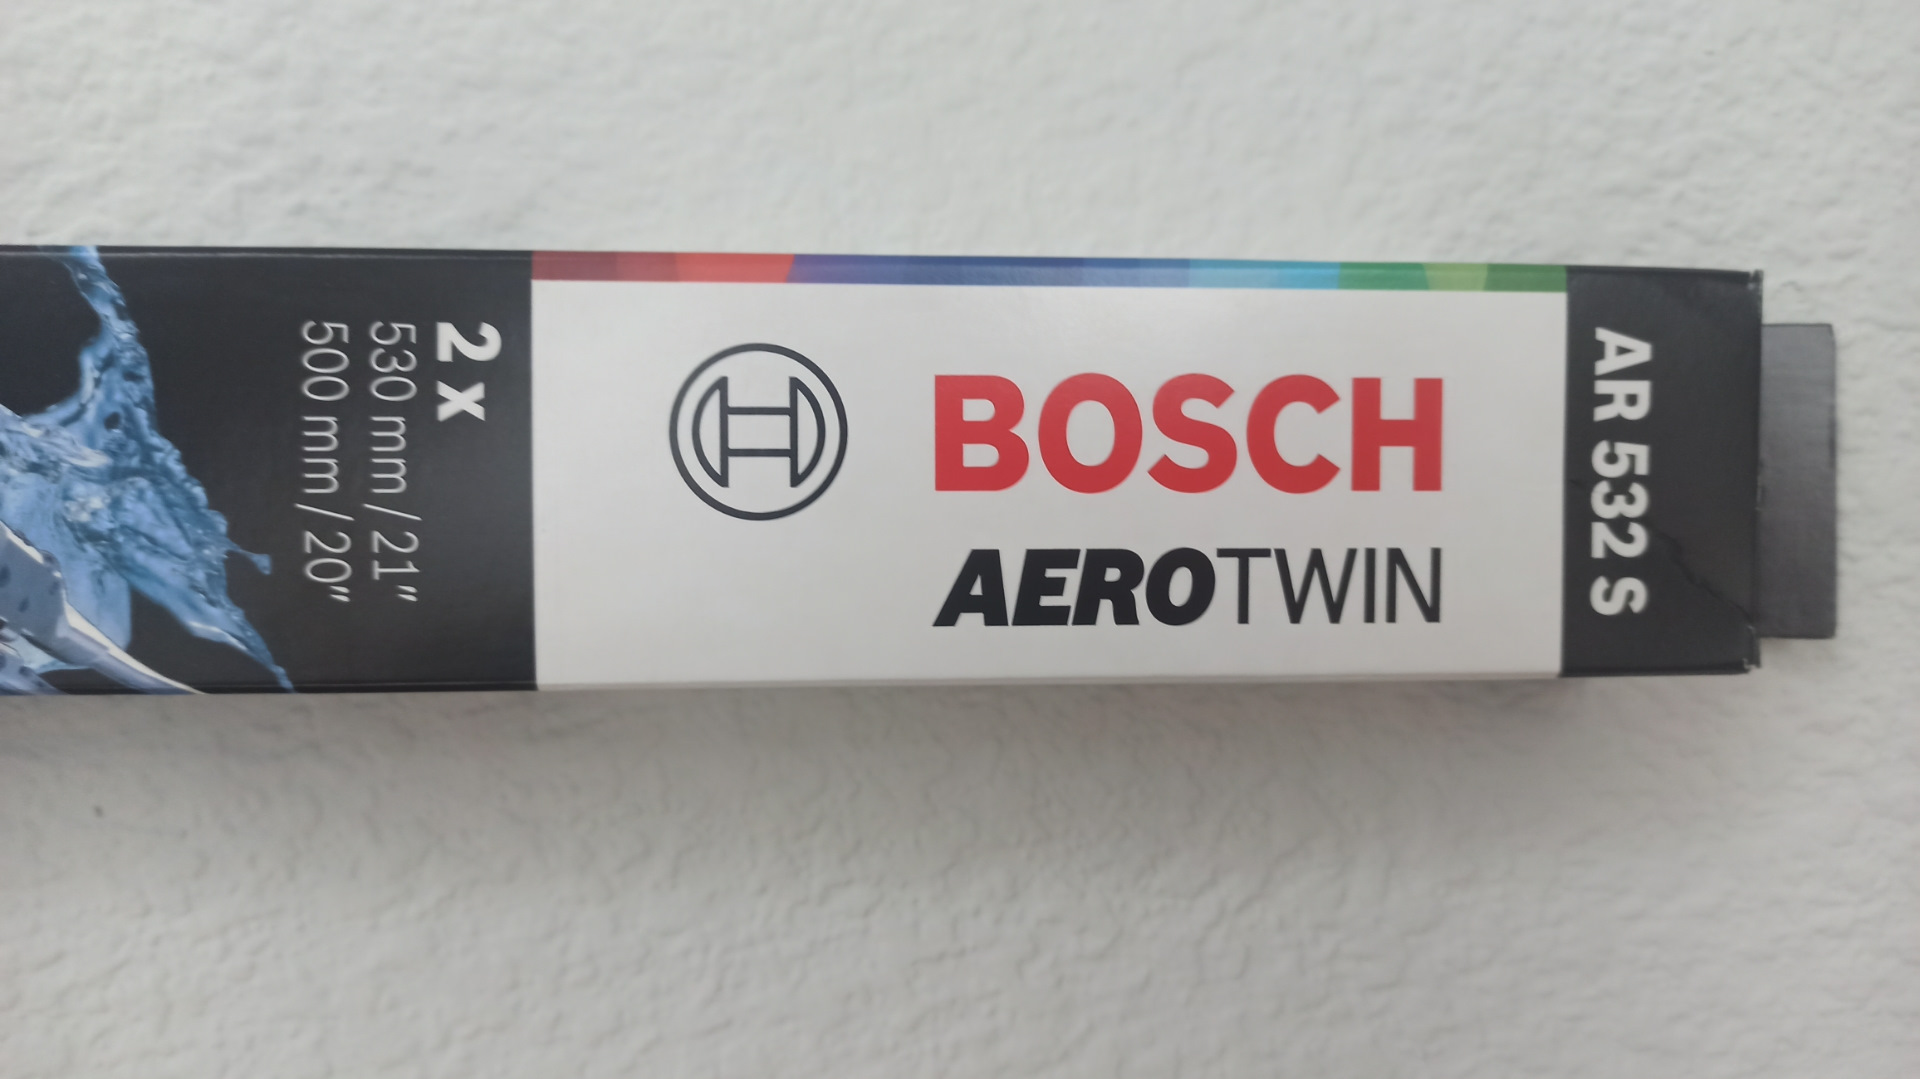 BOSCH
AEROTWIN
AR 532 S
2 x
530 mm / 21"
500 mm / 20"